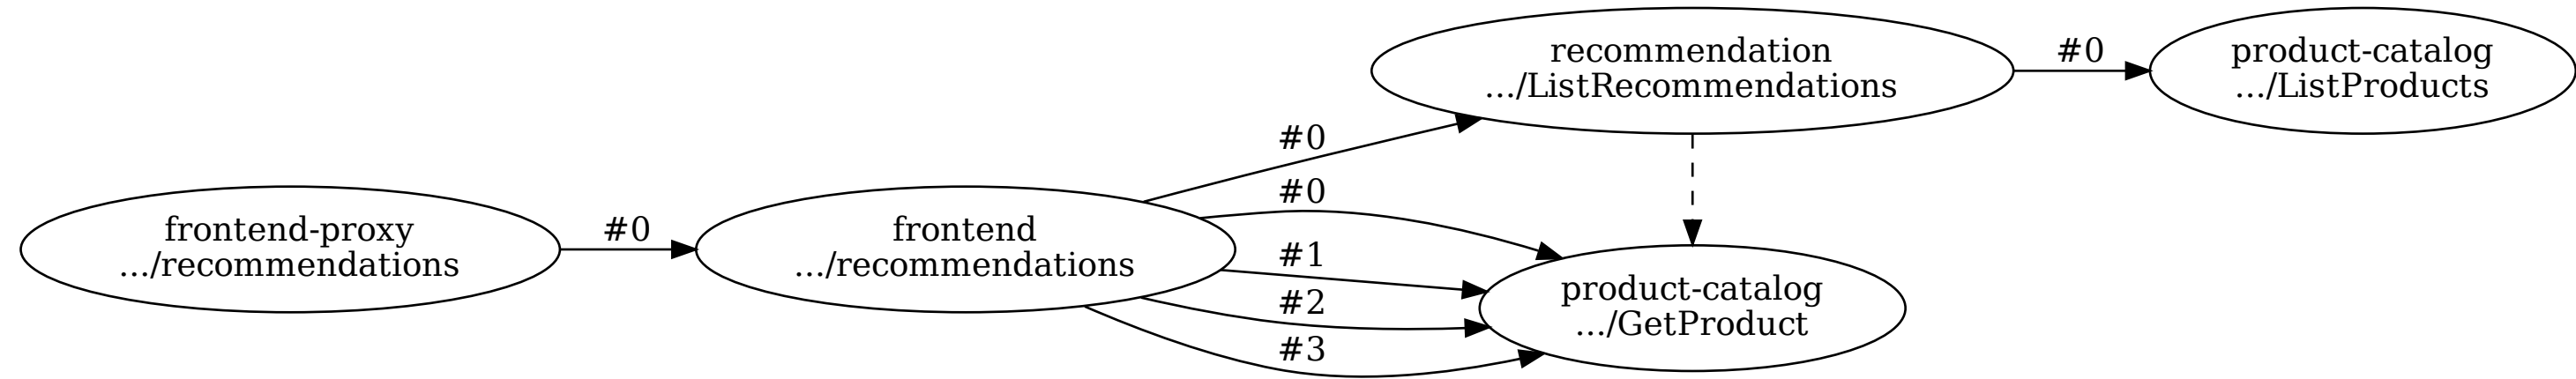 frontend-proxy
.../recommendations
#0
frontend
.../recommendations
#0
#0
#1
#2
#3
recommendation
.../ListRecommendations
#0
product-catalog
.../ListProducts
product-catalog
.../GetProduct